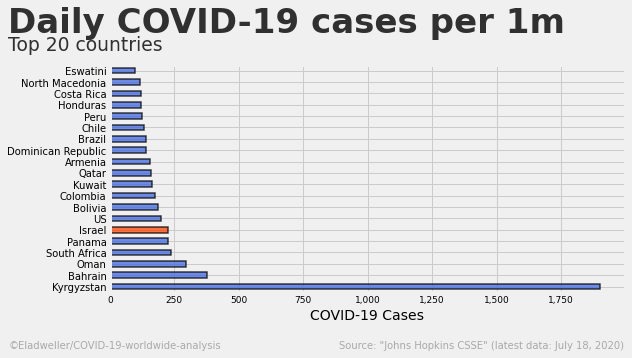 Daily COVID-19 cases per 1m
Top 20 countries
Eswatini
North Macedonia
Costa Rica
Honduras
Peru
Chile
Brazil
Dominican Republic
Armenia
Qatar
Kuwait
Colombia
Bolivia
US
Israel
Panama
South Africa
Oman
Bahrain
Kyrgyzstan
0 250 500 750 1,000 1,250 1,500 1,750
COVID-19 Cases
©Eladweller/COVID-19-worldwide-analysis Source: "Johns Hopkins CSSE" (latest data: July 18, 2020)